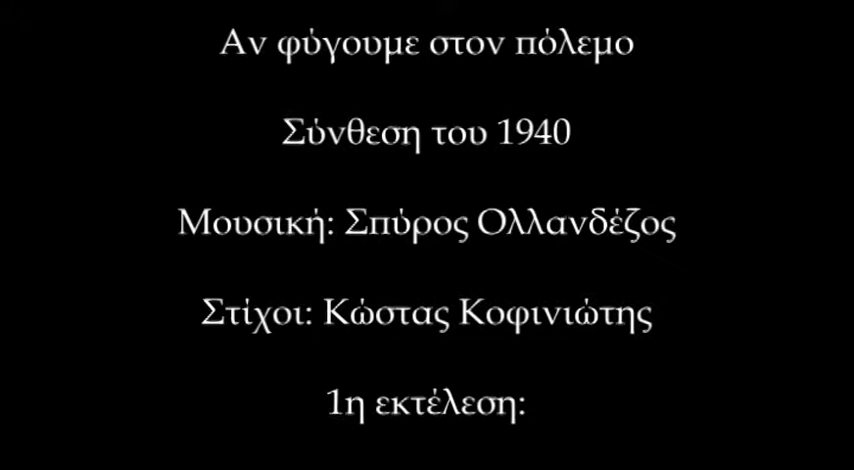 Αν φύγουμε στον πόλεμο
Σύνθεση του 1940
Μουσική: Σπύρος Ολλανδέζος
Στίχοι: Κώστας Κοφινιώτης
1η εκτέλεση: